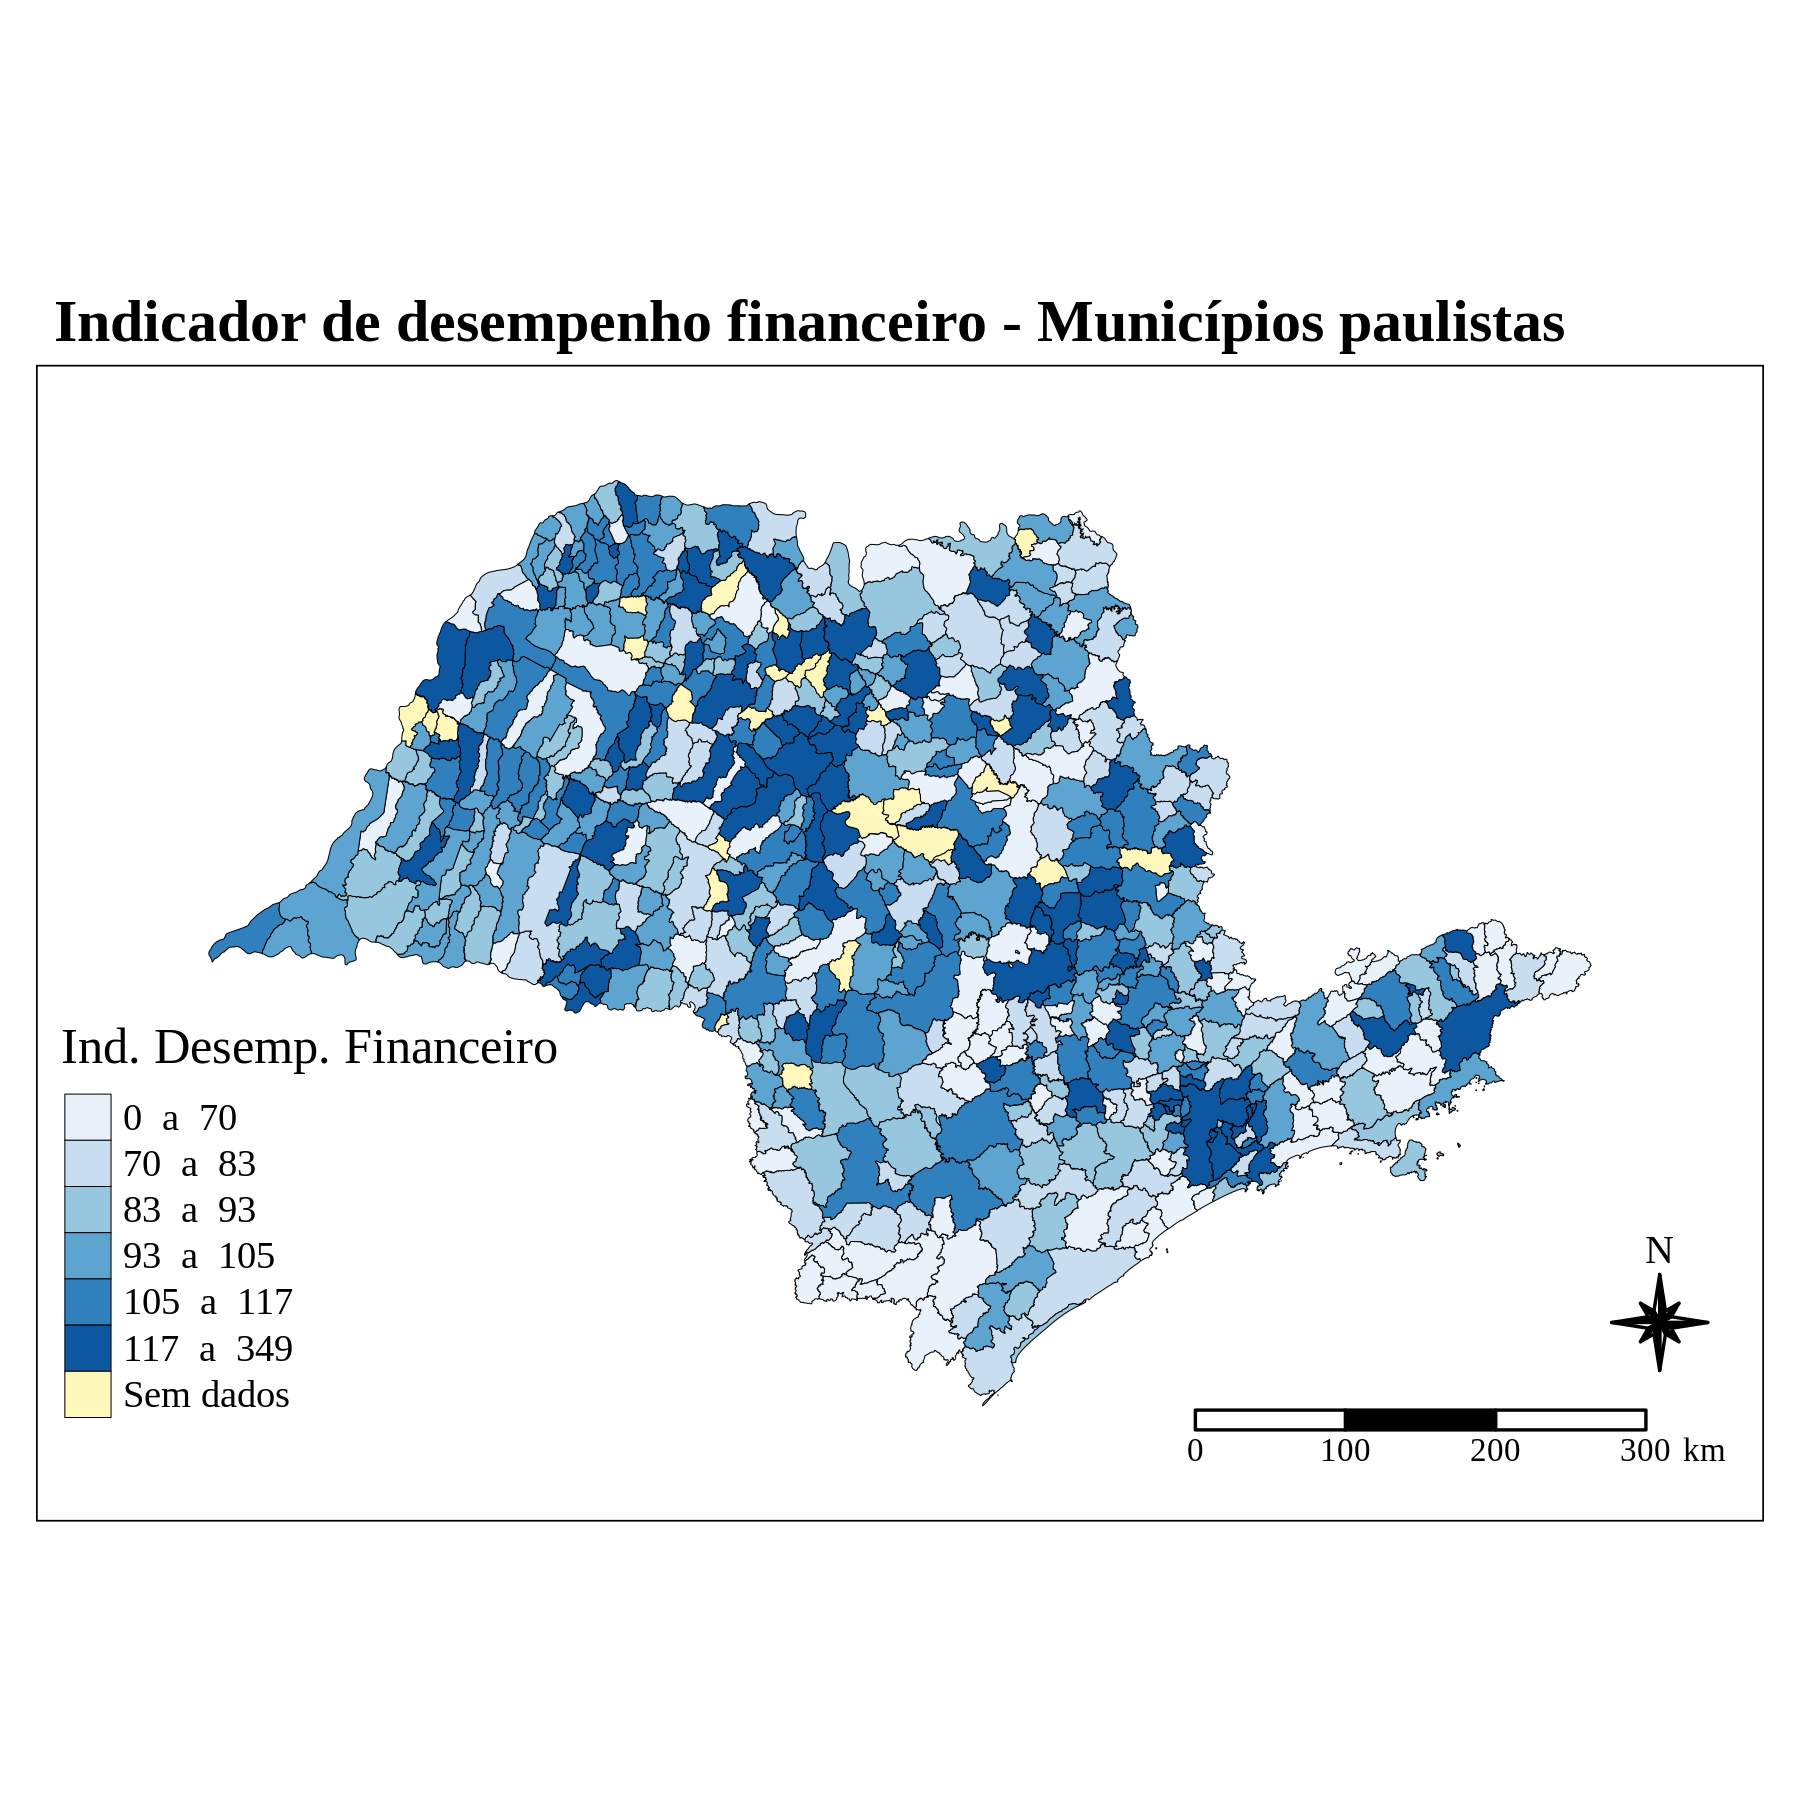 Indicador de desempenho financeiro - Municípios paulistas
Ind. Desemp. Financeiro
0 a 70
70 a 83
83 a 93
93 a 105
105 a 117
117 a 349
Sem dados
N
0 100 200 300 km